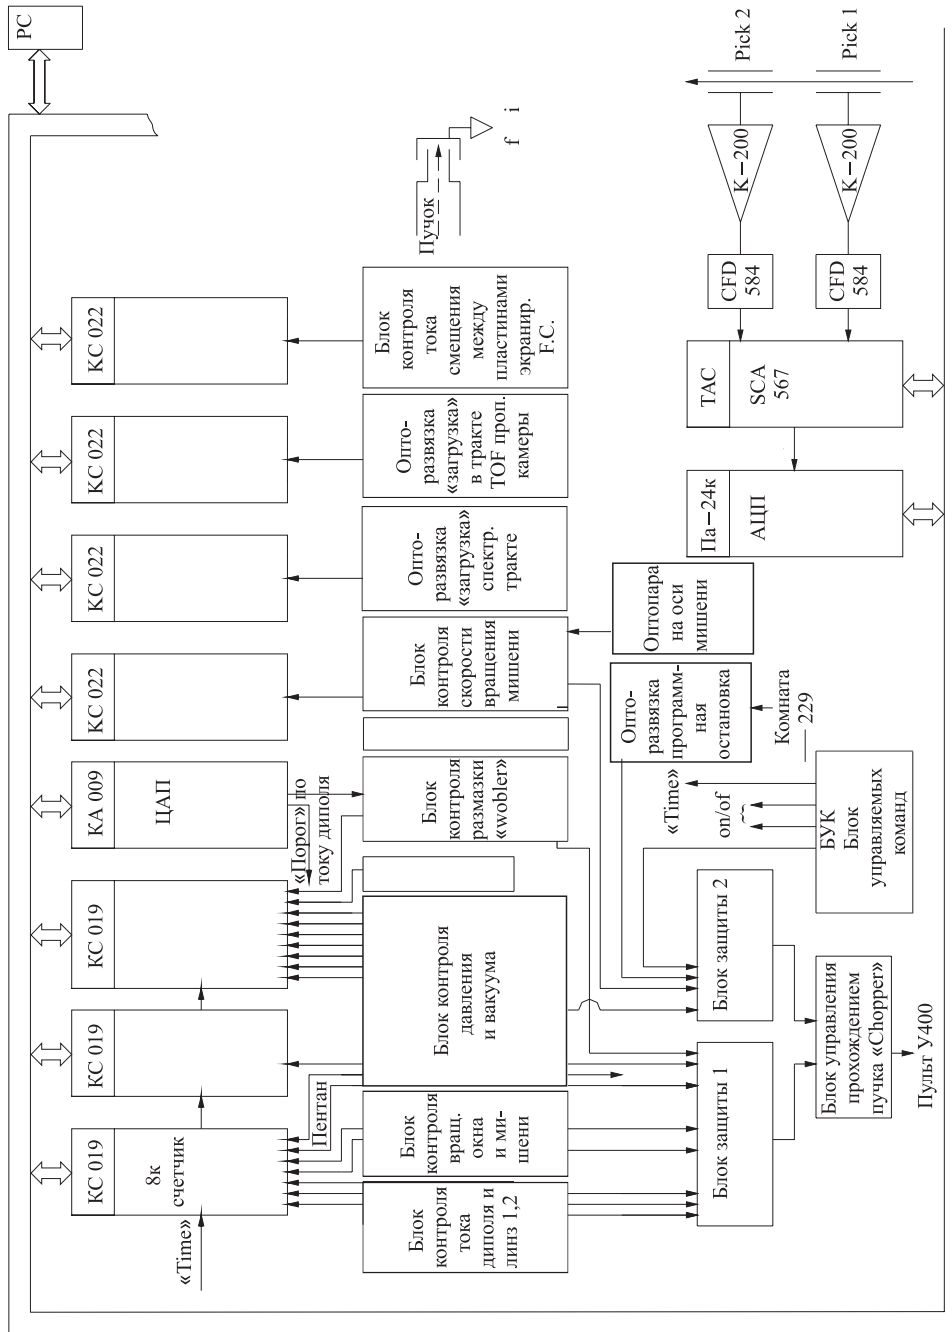 PC
КС 019
8к
счетчик
«Time»
КС 019
КС 019
КА 009
ЦАП
КС 022
КС 022
КС 022
КС 022
«Порог» по
току диполя
Пентан
Блок
контроля
тока
диполя и
линз 1,2
Блок
контроля
вращ.
окна
и ми-
шени
Блок контроля
давления
и вакуума
Блок
контроля
размазки
«wobler»
Блок
контроля
скорости
вращения
мишени
Опто-
развязка
«загрузка»
спектр.
тракте
Опто-
развязка
«загрузка»
в тракте
TOF проп.
камеры
Блок
контроля
тока
смещения
между
пластинами
экранир.
F.C.
Пучок
f i
Блок защиты 1
Блок защиты 2
Опто-
развязка
программ-
ная
остановка
Оптопара
на оси
мишени
Комната
229
«Time»
on/of
БУК
Блок
управляемых
команд
Блок управления
прохождением
пучка «Chopper»
Пульт У400
Па–24к
АЦП
TAC
SCA
567
CFD
584
CFD
584
К–200
К–200
Pick 2
Pick 1